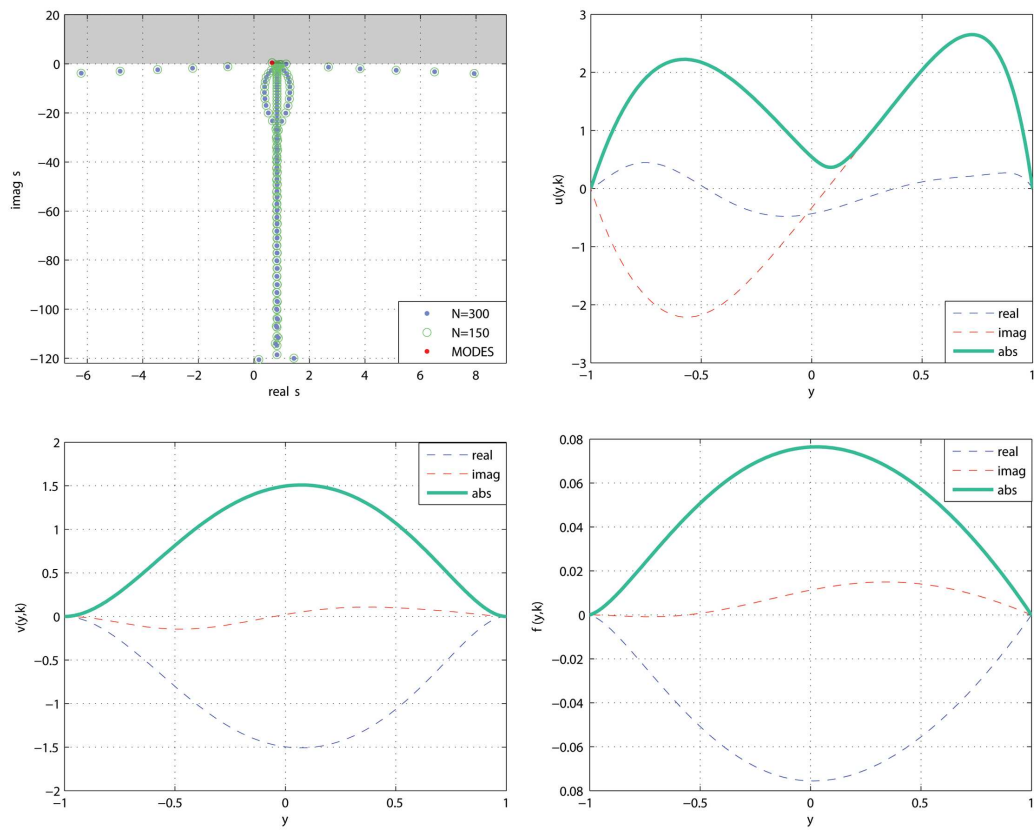 20
0
−20
−40
−60
−80
−100
−120
imag s
−6
−4
−2
0
2
4
6
8
real s
N=300
N=150
MODES
3
2
1
0
−1
−2
−3
u(y,k)
−1
−0.5
0
0.5
1
y
real
imag
abs
2
1.5
1
0.5
0
−0.5
−1
−1.5
−2
v(y,k)
−1
−0.5
0
0.5
1
y
real
imag
abs
0.08
0.06
0.04
0.02
0
−0.02
−0.04
−0.06
0.08
f (y,k)
−1
−0.5
0
0.5
1
y
real
imag
abs